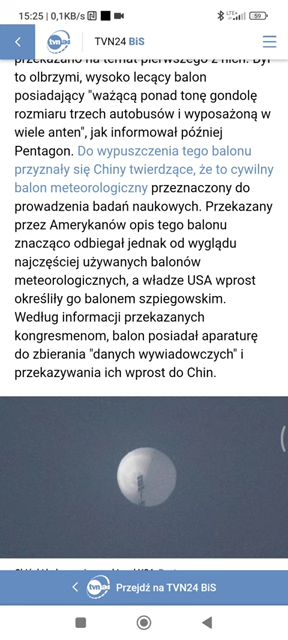 15:25 | 0,1KB/s
LTE+
59
tvn24
TVN24 BiS
przekazano na temat pierwszego z nich. Był
to olbrzymi, wysoko lecący balon
posiadający "ważącą ponad tonę gondolę
rozmiaru trzech autobusów i wyposażoną w
wiele anten", jak informował później
Pentagon. Do wypuszczenia tego balonu
przyznały się Chiny twierdzące, że to cywilny
balon meteorologiczny przeznaczony do
prowadzenia badań naukowych. Przekazany
przez Amerykanów opis tego balonu
znacząco odbiegał jednak od wyglądu
najczęściej używanych balonów
meteorologicznych, a władze USA wprost
określiły go balonem szpiegowskim.
Według informacji przekazanych
kongresmenom, balon posiadał aparaturę
do zbierania "danych wywiadowczych" i
przekazywania ich wprost do Chin.
tvn24
Przejdź na TVN24 BiS